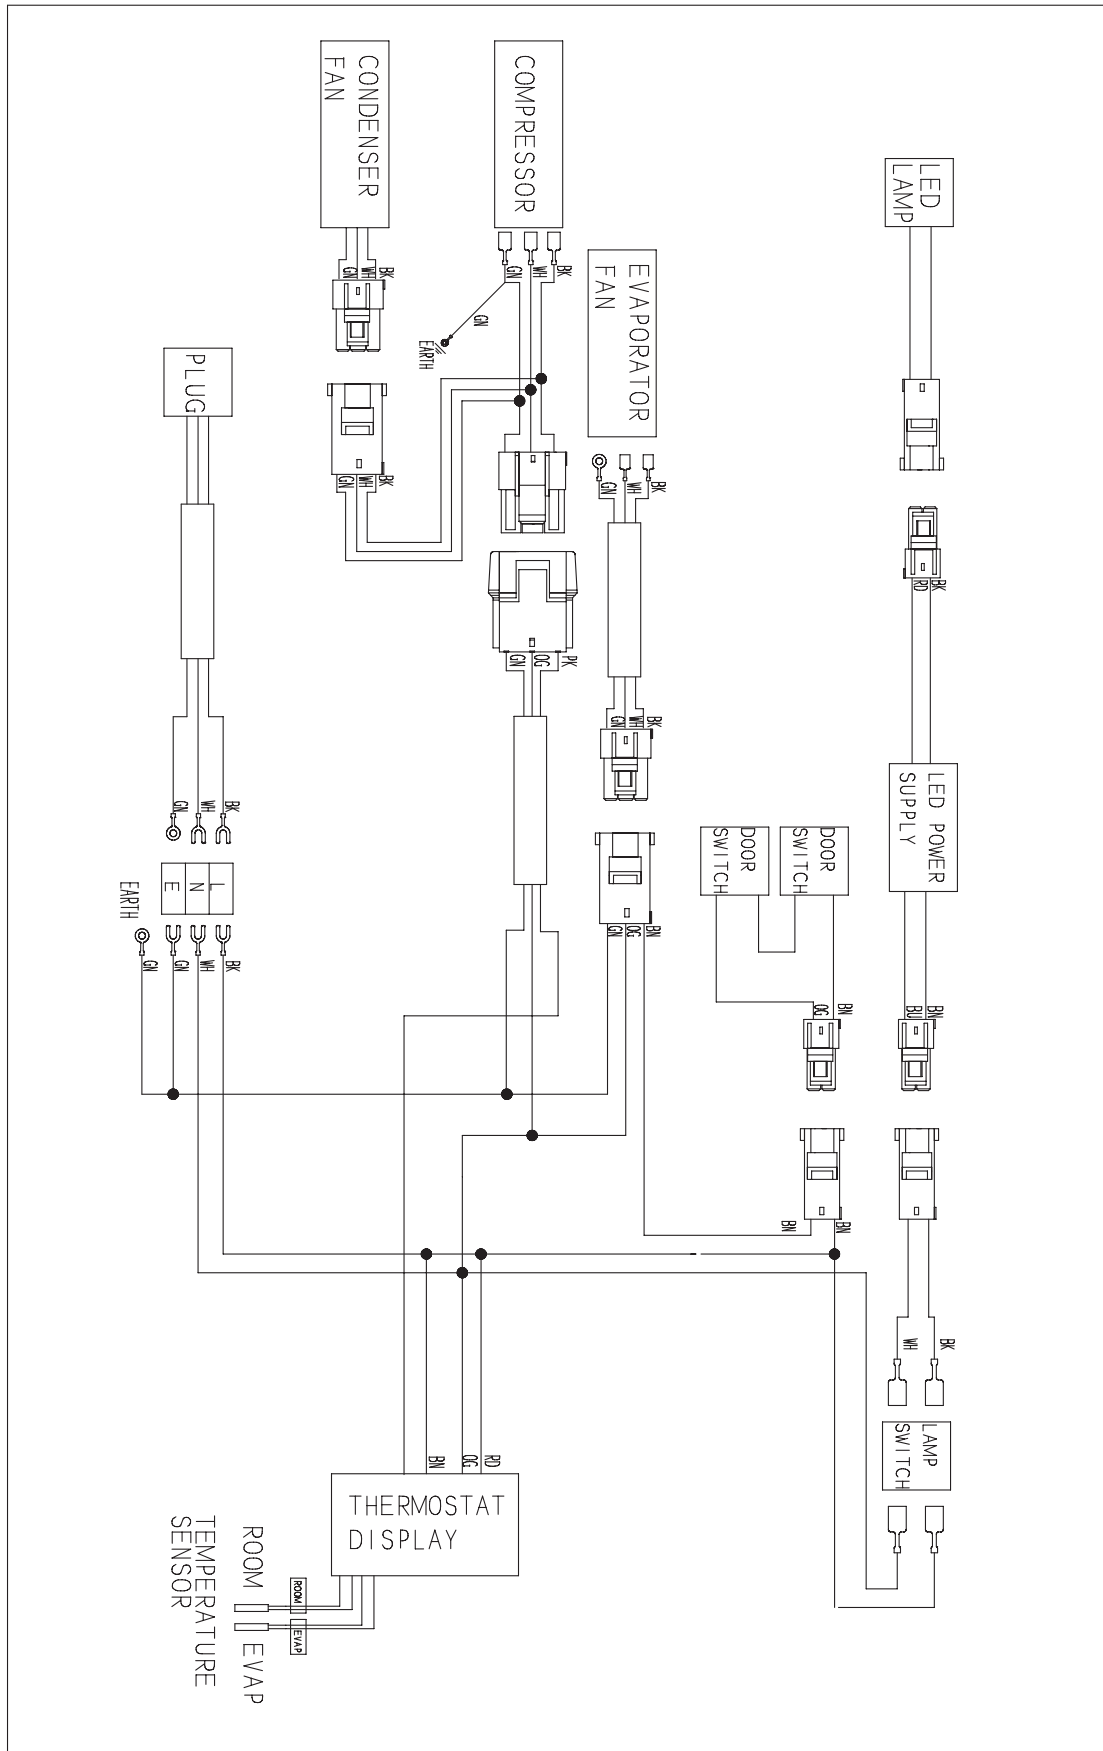 CONDENSER
FAN
COMPRESSOR
LED
LAMP
EVAPORATOR
FAN
BK
WH
GN
BK
WH
GN
GN
EARTH
PLUG
BK
WH
GN
BK
WH
GN
BK
RD
PK
OG
GN
BK
WH
GN
LED POWER
SUPPLY
DOOR
SWITCH
DOOR
SWITCH
BK
WH
GN
L
N
E
EARTH
BN
OG
GN
BK
WH
GN
GN
BN
OG
BN
BU
BN
BN
BK
WH
LAMP
SWITCH
RD
OG
BN
THERMOSTAT
DISPLAY
ROOM
TEMPERATURE
SENSOR
ROOM
EVAP
EVAP